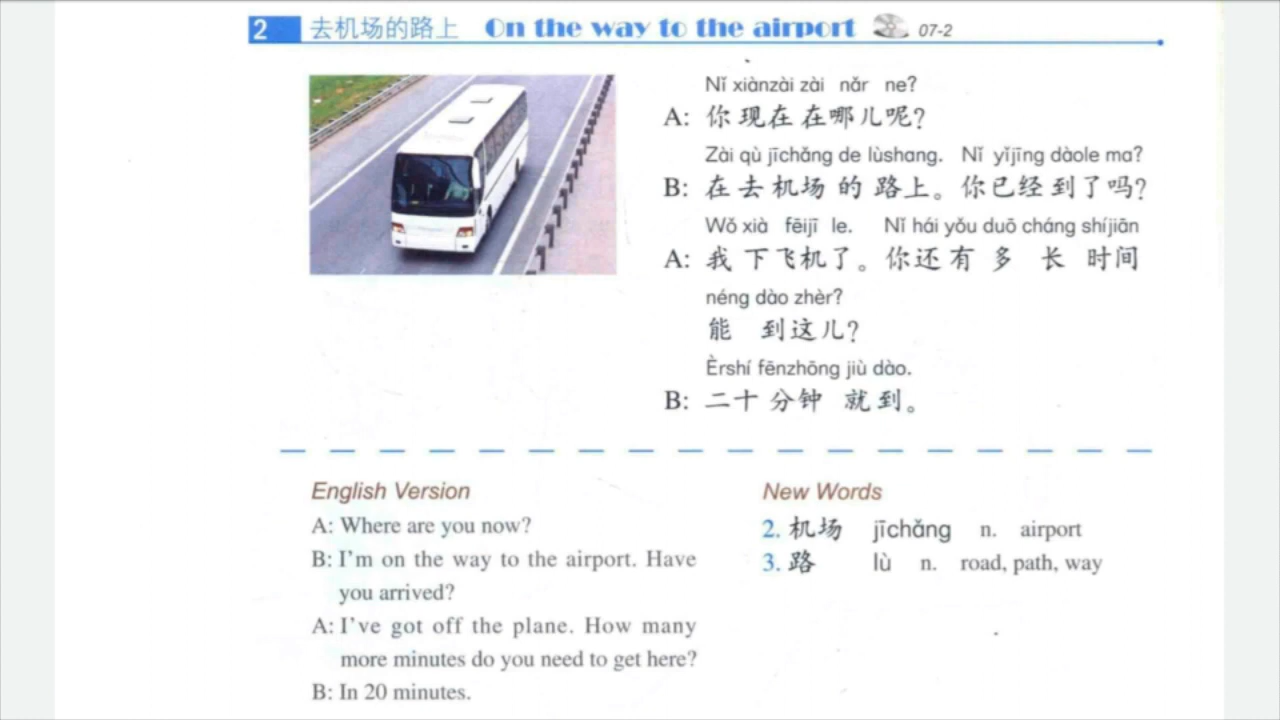 2 去机场的路上 On the way to the airport 07-2
Nǐ xiànzài zài nǎr ne?
A: 你现在在哪儿呢?
Zài qù jīchǎng de lùshang. Nǐ yǐjīng dàole ma?
B: 在去机场的路上。你已经到了吗?
Wǒ xià fēijī le. Nǐ hái yǒu duō cháng shíjiān
A: 我下飞机了。你还有多长时间
néng dào zhèr?
能到这儿?
Èrshí fēnzhōng jiù dào.
B: 二十分钟就到。
English Version
A: Where are you now?
B: I'm on the way to the airport. Have
you arrived?
A: I've got off the plane. How many
more minutes do you need to get here?
B: In 20 minutes.
New Words
2. 机场 jīchǎng n. airport
3. 路 lù n. road, path, way